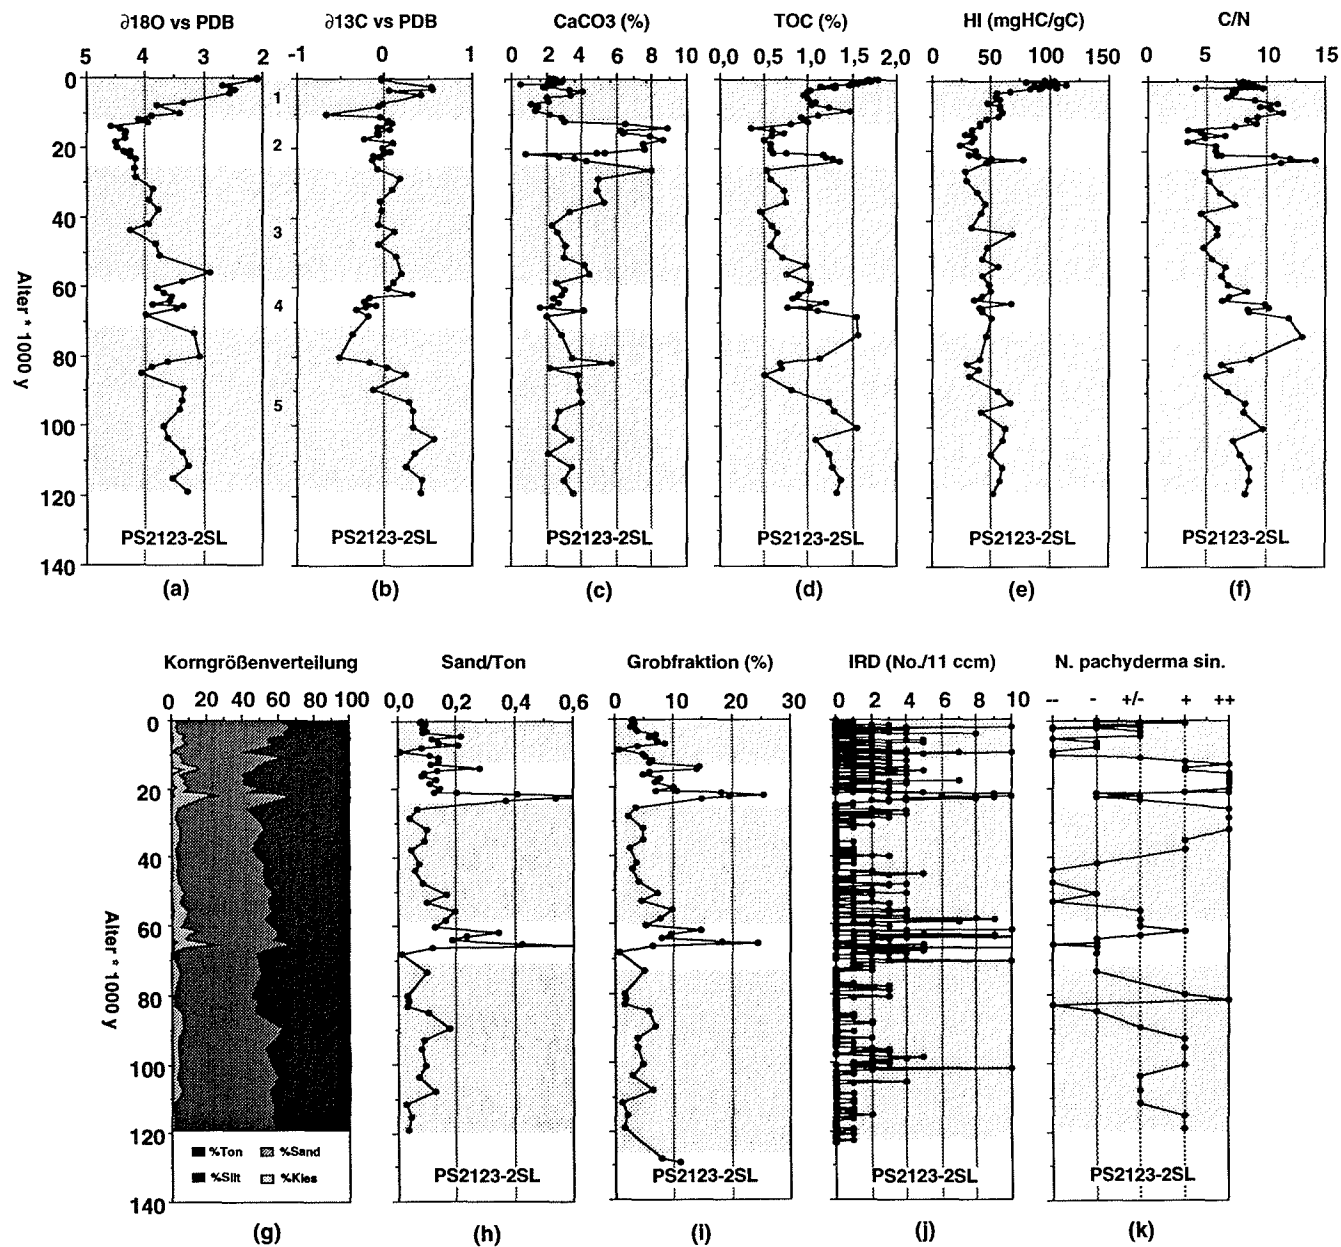 ∂18O vs PDB ∂13C vs PDB CaCO3 (%) TOC (%) HI (mgHC/gC) C/N
5 4 3 2 -1 0 1 0 2 4 6 8 10 0,0 0,5 1,0 1,5 2,0 0 50 100 150 0 5 10 15
0
1
20
2
40
3
60
4
80
5
100
120
140
Alter * 1000 y
PS2123-2SL PS2123-2SL PS2123-2SL PS2123-2SL PS2123-2SL PS2123-2SL
(a) (b) (c) (d) (e) (f)
Korngrößenverteilung Sand/Ton Grobfraktion (%) IRD (No./11 ccm) N. pachyderma sin.
0 20 40 60 80 100 0,0 0,2 0,4 0,6 0 10 20 30 0 2 4 6 8 10 -- - +/- + ++
0
20
40
60
80
100
120
140
Alter * 1000 y
%Ton %Sand
%Silt %Kies
PS2123-2SL PS2123-2SL PS2123-2SL PS2123-2SL
(g) (h) (i) (j) (k)